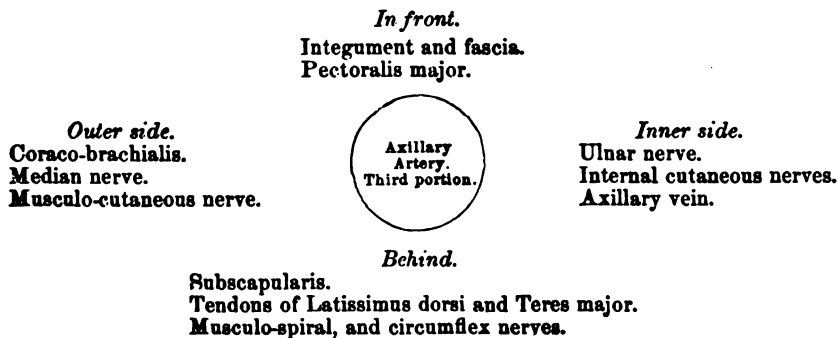 In front.
Integument and fascia.
Pectoralis major.
Outer side.
Coraco-brachialis.
Median nerve.
Musculo-cutaneous nerve.
Axillary
Artery.
Third portion.
Inner side.
Ulnar nerve.
Internal cutaneous nerves.
Axillary vein.
Behind.
Subscapularis.
Tendons of Latissimus dorsi and Teres major.
Musculo-spiral, and circumflex nerves.